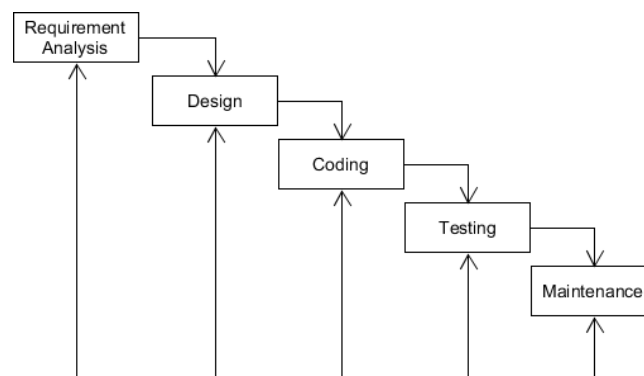 Requirement
Analysis
Design
Coding
Testing
Maintenance